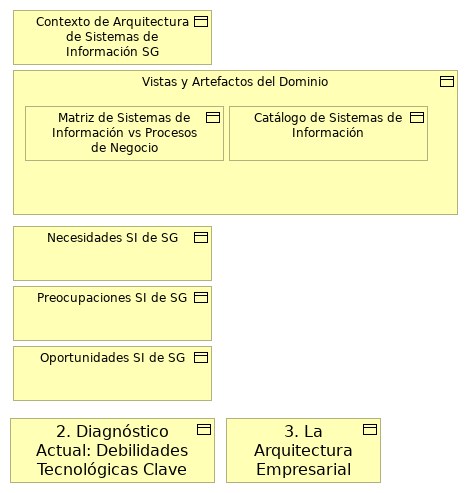 Contexto de Arquitectura
de Sistemas de
Información SG
Vistas y Artefactos del Dominio
Matriz de Sistemas de
Información vs Procesos
de Negocio
Catálogo de Sistemas de
Información
Necesidades SI de SG
Preocupaciones SI de SG
Oportunidades SI de SG
2. Diagnóstico
Actual: Debilidades
Tecnológicas Clave
3. La
Arquitectura
Empresarial